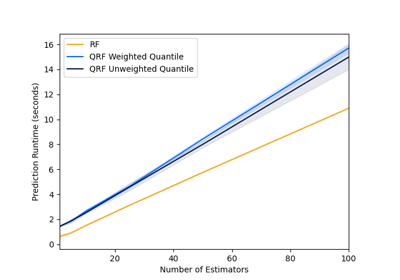 RF
QRF Weighted Quantile
QRF Unweighted Quantile
Prediction Runtime (seconds)
16
14
12
10
8
6
4
2
0
20 40 60 80 100
Number of Estimators